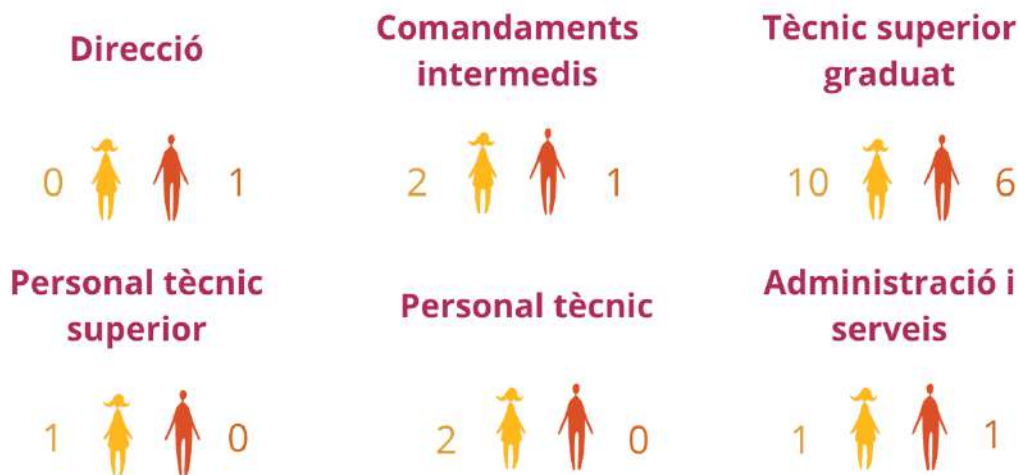 Direcció
0 1
Comandaments
intermedis
2 1
Tècnic superior
graduat
10 6
Personal tècnic
superior
1 0
Personal tècnic
2 0
Administració i
serveis
1 1